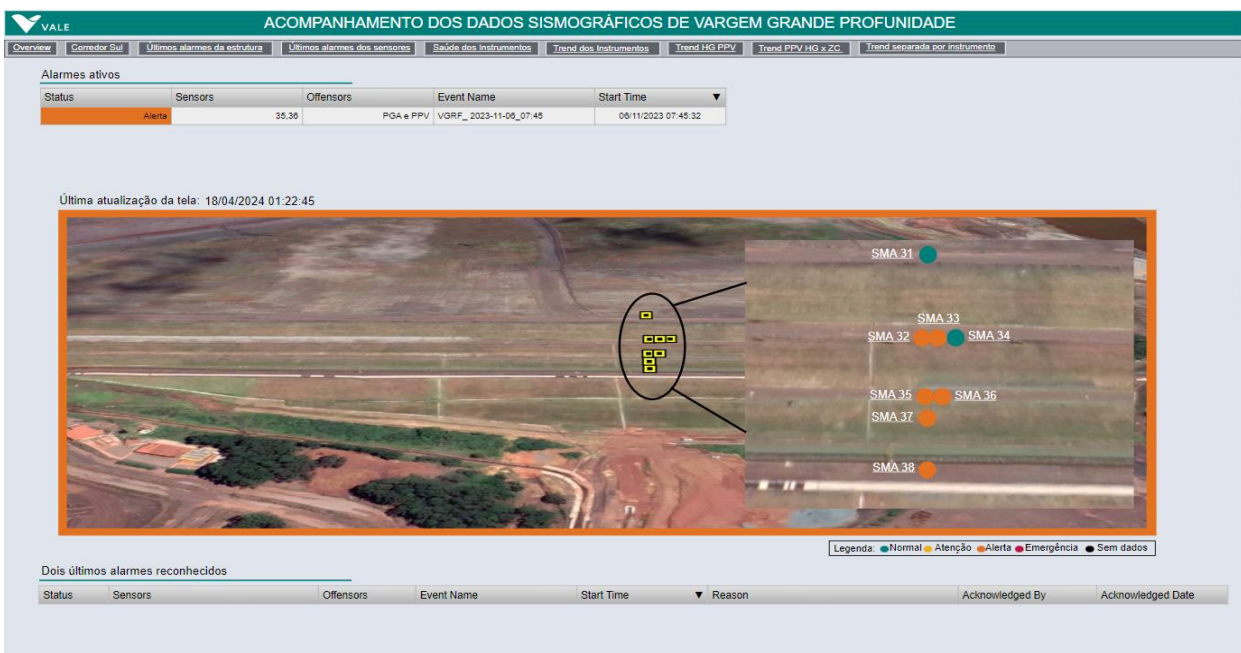 VALE
ACOMPANHAMENTO DOS DADOS SISMOGRÁFICOS DE VARGEM GRANDE PROFUNDIDADE
Overview Corredor Sul Últimos alarmes da estrutura Últimos alarmes dos sensores Saúde dos Instrumentos Trend dos Instrumentos Trend HG PPV Trend PPV HG x ZC Trend separada por instrumento
Alarmes ativos
Status Sensors Offensors Event Name Start Time ▼
Alerta 35,36 PGA e PPV VGRF_ 2023-11-06_07:45 06/11/2023 07:45:32
Última atualização da tela: 18/04/2024 01:22:45
SMA 31
SMA 33
SMA 32 SMA 34
SMA 35 SMA 36
SMA 37
SMA 38
Legenda: Normal Atenção Alerta Emergência Sem dados
Dois últimos alarmes reconhecidos
Status Sensors Offensors Event Name Start Time ▼ Reason Acknowledged By Acknowledged Date